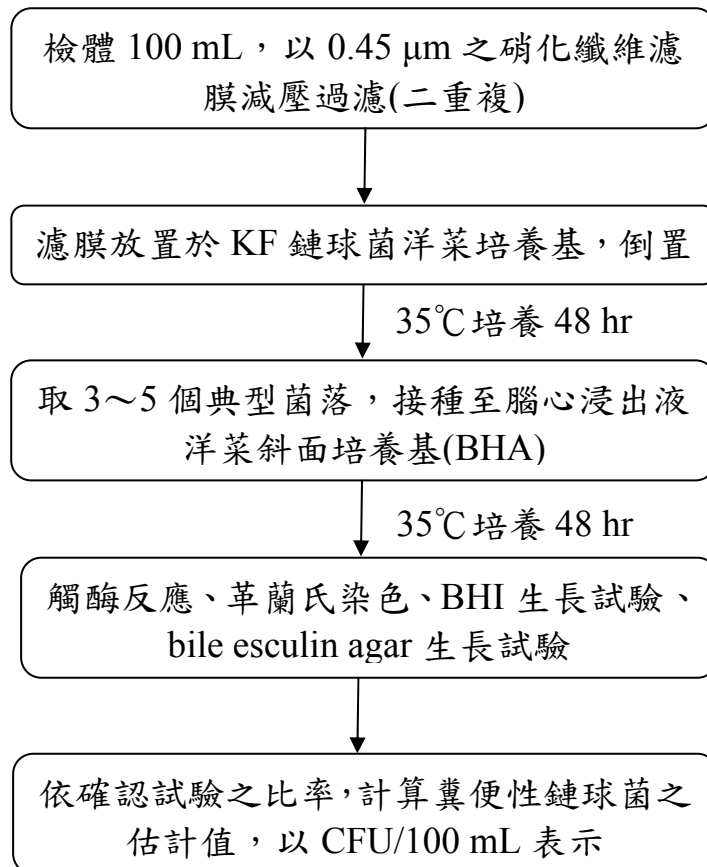 檢體 100 mL，以 0.45 μm 之硝化纖維濾
膜減壓過濾(二重複)
濾膜放置於 KF 鏈球菌洋菜培養基，倒置
35℃培養 48 hr
取 3～5 個典型菌落，接種至腦心浸出液
洋菜斜面培養基(BHA)
35℃培養 48 hr
觸酶反應、革蘭氏染色、BHI 生長試驗、
bile esculin agar 生長試驗
依確認試驗之比率，計算糞便性鏈球菌之
估計值，以 CFU/100 mL 表示